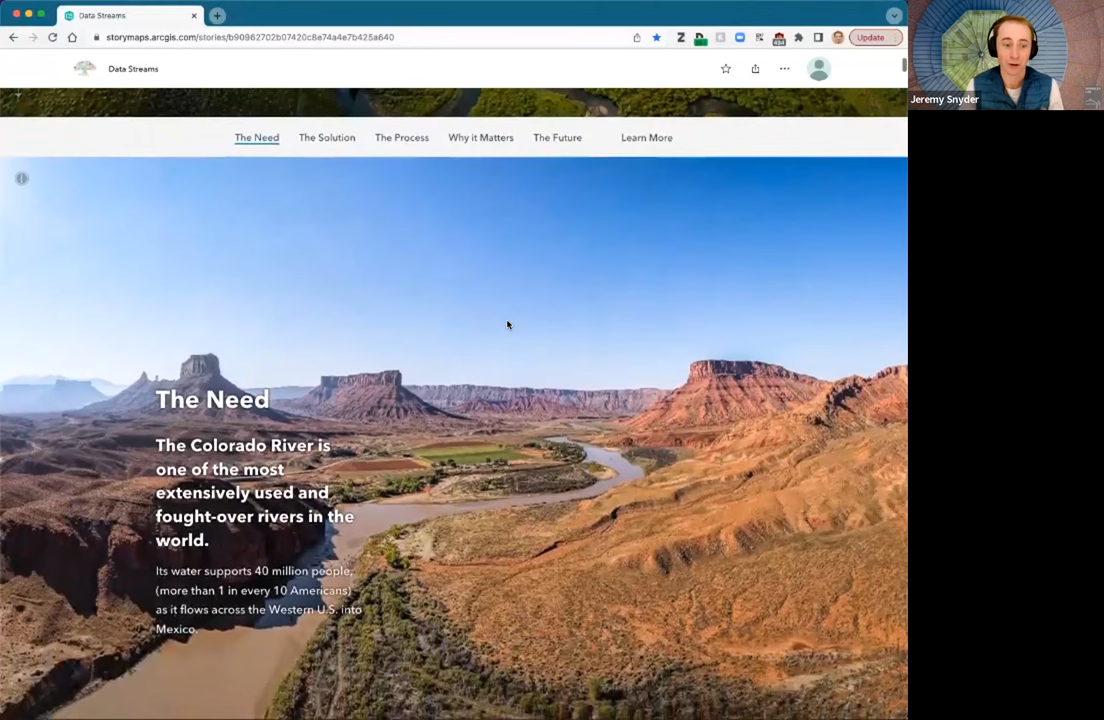 Data Streams
storymaps.arcgis.com/stories/b90962702b07420c8e74a4e7b425a640
Update
Data Streams
The Need
The Solution
The Process
Why it Matters
The Future
Learn More
The Need
The Colorado River is
one of the most
extensively used and
fought-over rivers in the
world.
Its water supports 40 million people,
(more than 1 in every 10 Americans)
as it flows across the Western U.S. into
Mexico.
Jeremy Snyder